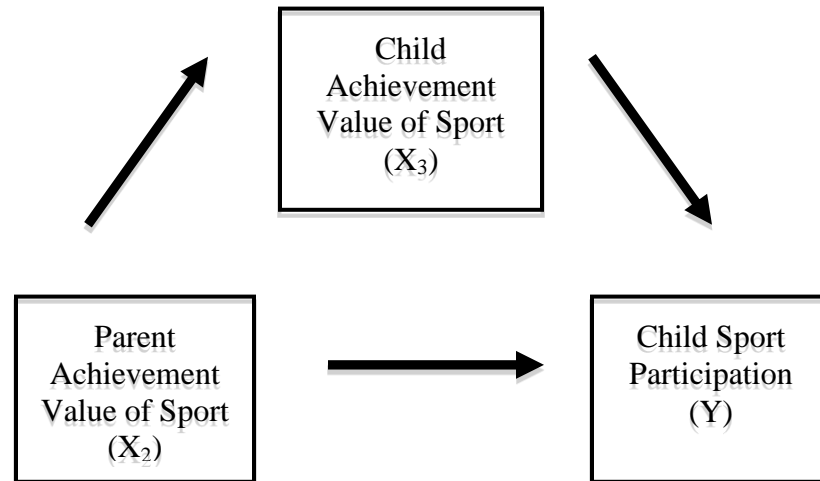 Child
Achievement
Value of Sport
(X₃)
Parent
Achievement
Value of Sport
(X₂)
Child Sport
Participation
(Y)